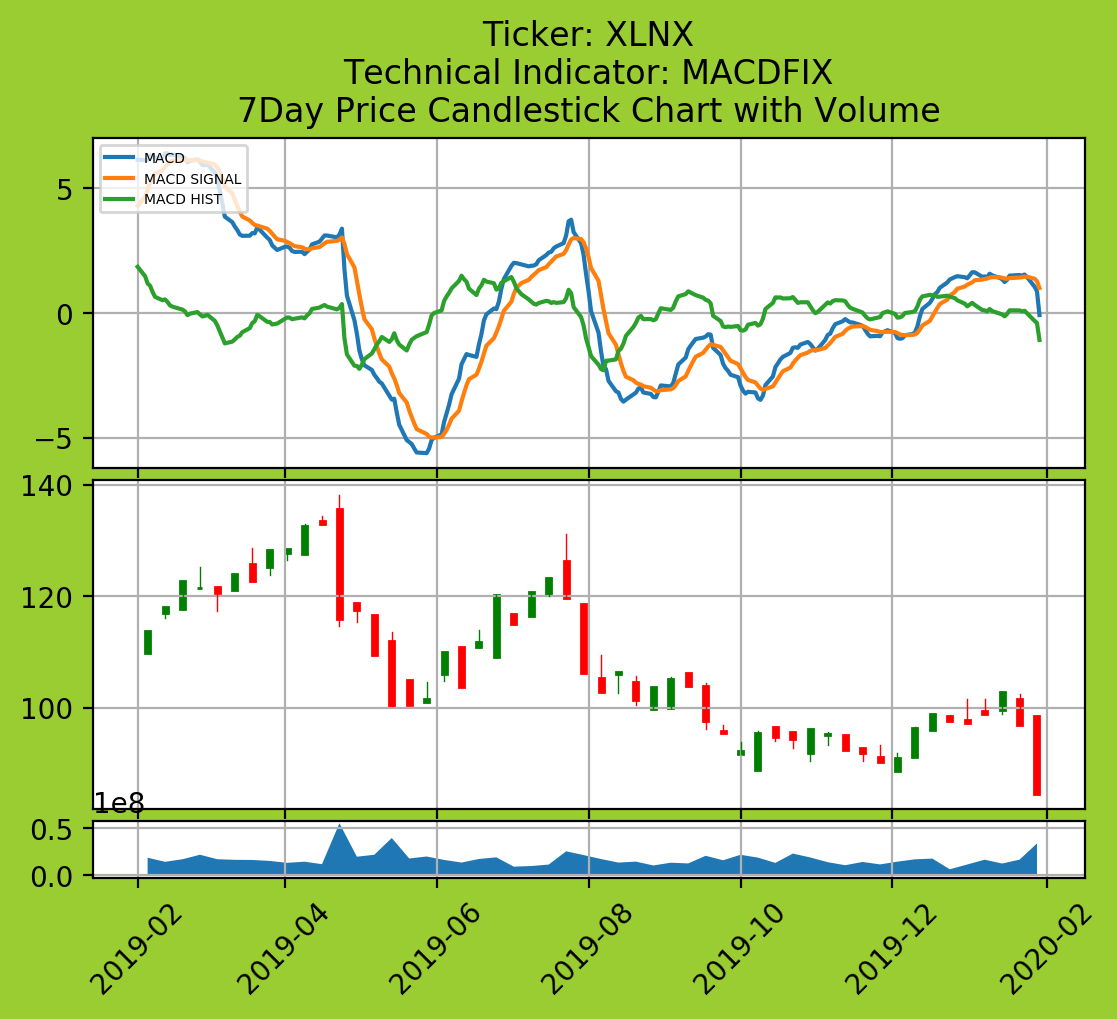 Ticker: XLNX
Technical Indicator: MACDFIX
7Day Price Candlestick Chart with Volume
MACD
MACD SIGNAL
MACD HIST
5
0
−5
140
120
100
1e8
0.5
0.0
2019-02
2019-04
2019-06
2019-08
2019-10
2019-12
2020-02